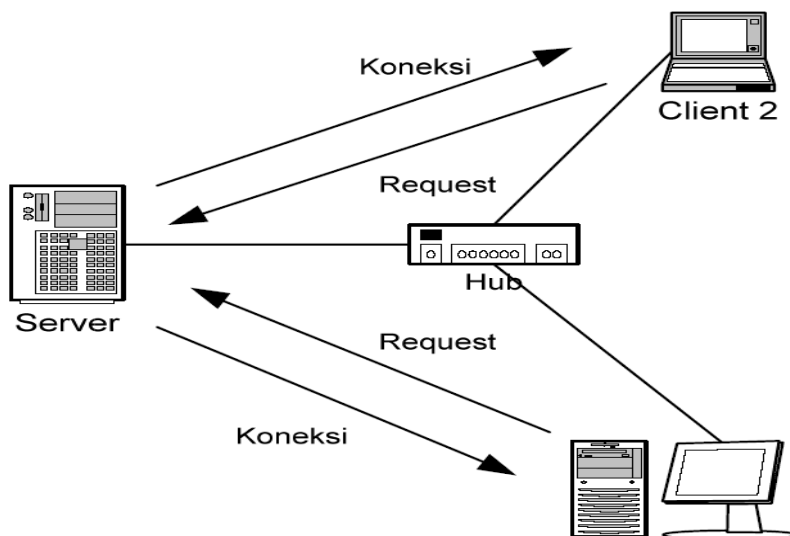 Koneksi
Client 2
Request
Hub
Server
Request
Koneksi